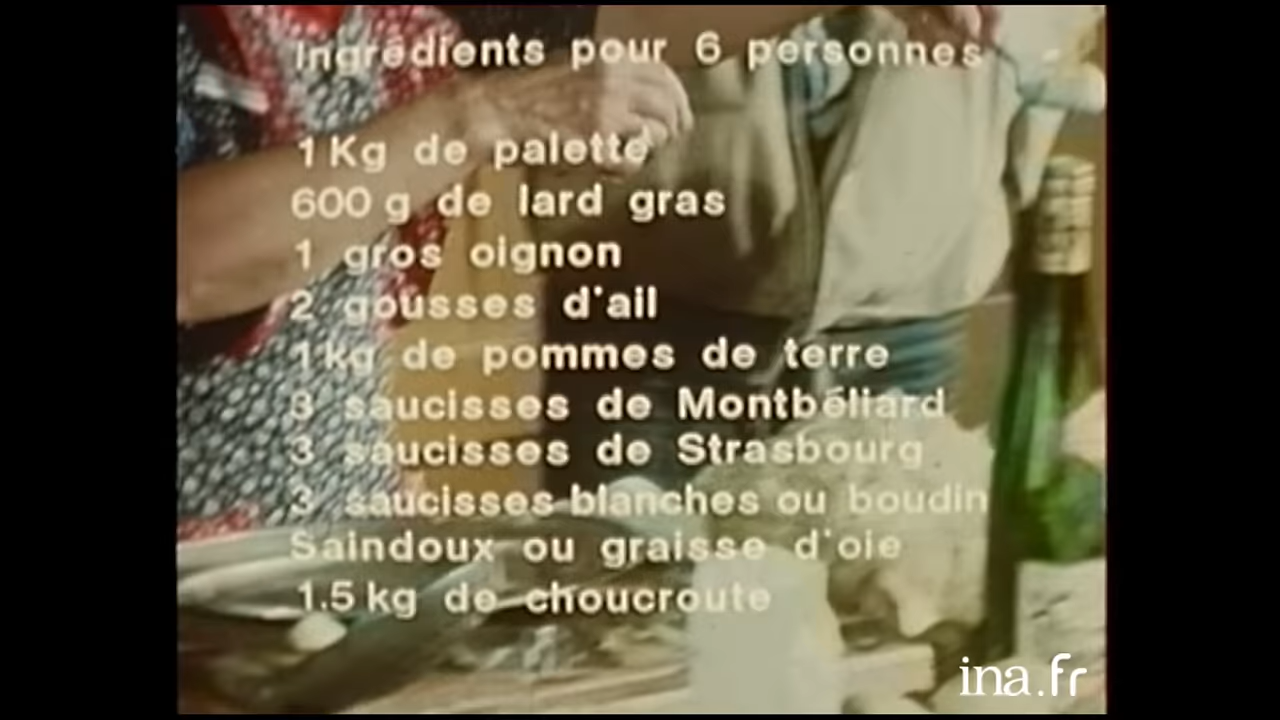 Ingrédients pour 6 personnes
1 Kg de palette
600 g de lard gras
1 gros oignon
2 gousses d'ail
1 kg de pommes de terre
3 saucisses de Montbéliard
3 saucisses de Strasbourg
3 saucisses blanches ou boudin
Saindoux ou graisse d'oie
1.5 kg de choucroute
ina.fr